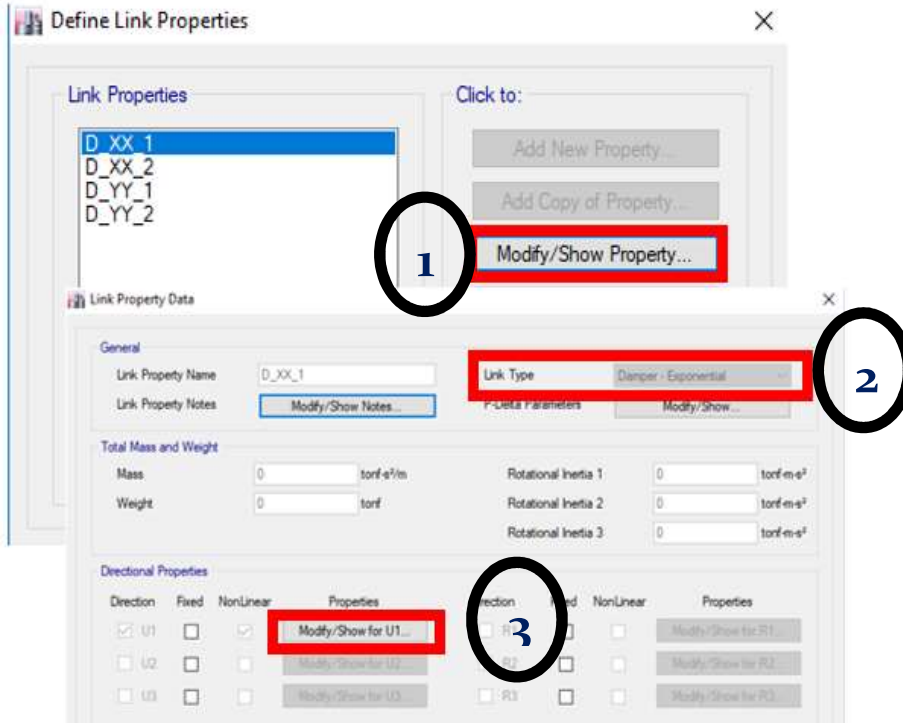 Define Link Properties
Link Properties
Click to:
D_XX_1
D_XX_2
D_YY_1
D_YY_2
Add New Property...
Add Copy of Property...
1
Modify/Show Property...
Link Property Data
General
Link Property Name D_XX_1 Link Type Damper - Exponential
2
Link Property Notes Modify/Show Notes... P-Delta Parameters Modify/Show...
Total Mass and Weight
Mass 0 tonf-s²/m Rotational Inertia 1 0 tonf-m-s²
Weight 0 tonf Rotational Inertia 2 0 tonf-m-s²
Rotational Inertia 3 0 tonf-m-s²
Directional Properties
3
Direction Fixed NonLinear Properties NonLinear Properties
U1 Modify/Show for U1... R1 Modify/Show for R1...
U2 Modify/Show for U2... R2 Modify/Show for R2...
U3 Modify/Show for U3... R3 Modify/Show for R3...